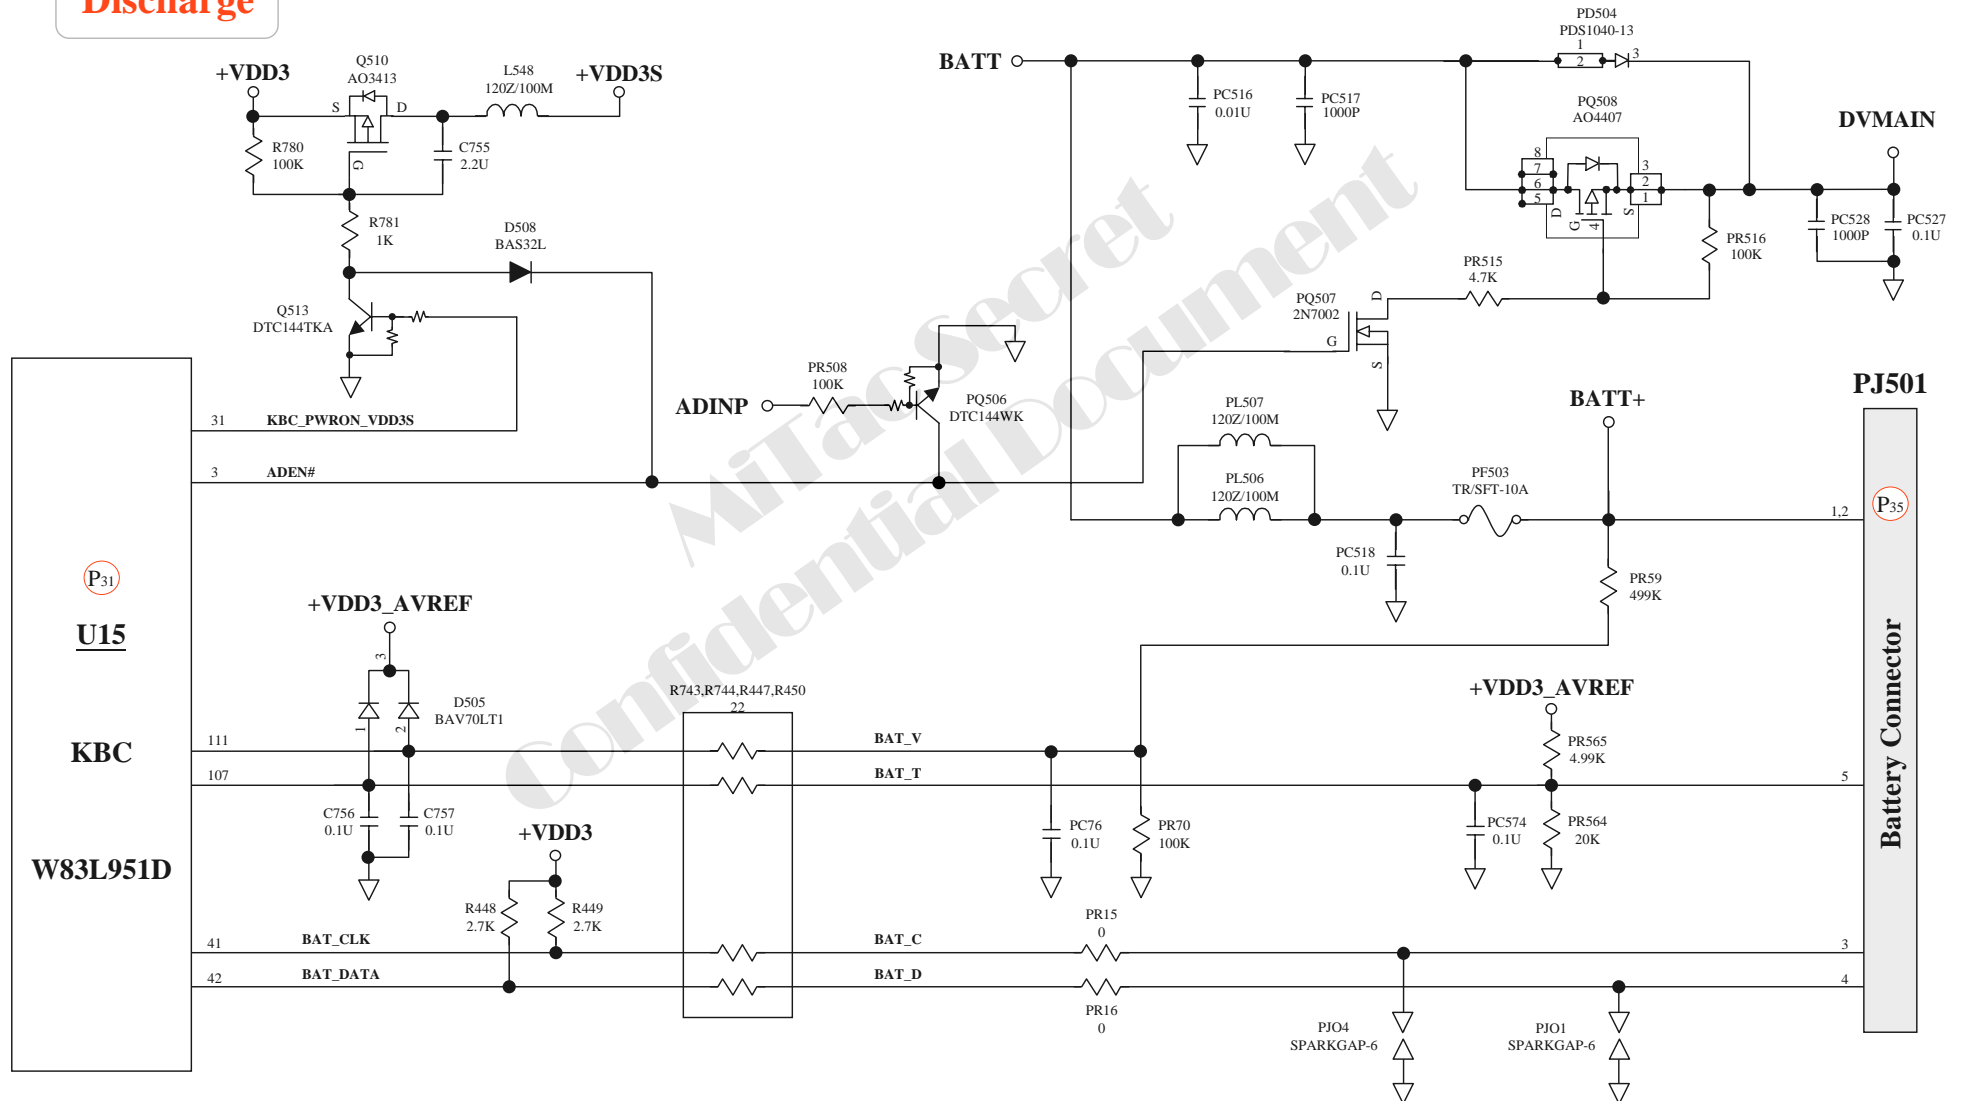 Discharge
+VDD3
Q510
AO3413
L548
120Z/100M
+VDD3S
S
D
G
R780
100K
C755
2.2U
R781
1K
D508
BAS32L
Q513
DTC144TKA
BATT
PC516
0.01U
PC517
1000P
PD504
PDS1040-13
1
2
3
PQ508
AO4407
8
7
6
5
D
G
4
S
3
2
1
DVMAIN
PC528
1000P
PC527
0.1U
PR516
100K
PR515
4.7K
PQ507
2N7002
D
G
S
PR508
100K
ADINP
PQ506
DTC144WK
31
KBC_PWRON_VDD3S
3
ADEN#
PL507
120Z/100M
PL506
120Z/100M
PF503
TR/SFT-10A
BATT+
PJ501
P35
1,2
PC518
0.1U
PR59
499K
P31
U15
KBC
W83L951D
+VDD3_AVREF
3
1
2
D505
BAV70LT1
R743,R744,R447,R450
22
+VDD3_AVREF
PR565
4.99K
111
BAT_V
107
BAT_T
5
C756
0.1U
C757
0.1U
+VDD3
PC76
0.1U
PR70
100K
PC574
0.1U
PR564
20K
Battery Connector
R448
2.7K
R449
2.7K
41
BAT_CLK
BAT_C
PR15
0
3
42
BAT_DATA
BAT_D
PR16
0
4
PJO4
SPARKGAP-6
PJO1
SPARKGAP-6
MiTac Secret
Confidential Document